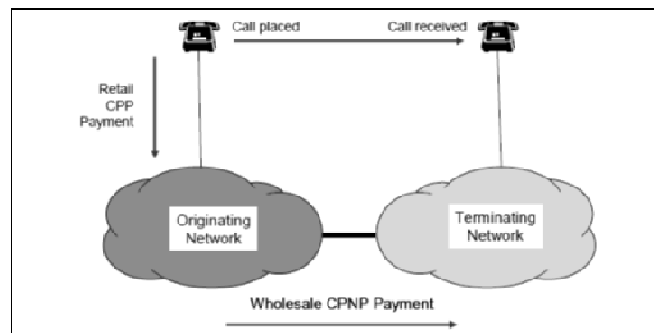 Call placed
Call received
Retail
CPP
Payment
Originating
Network
Terminating
Network
Wholesale CPNP Payment